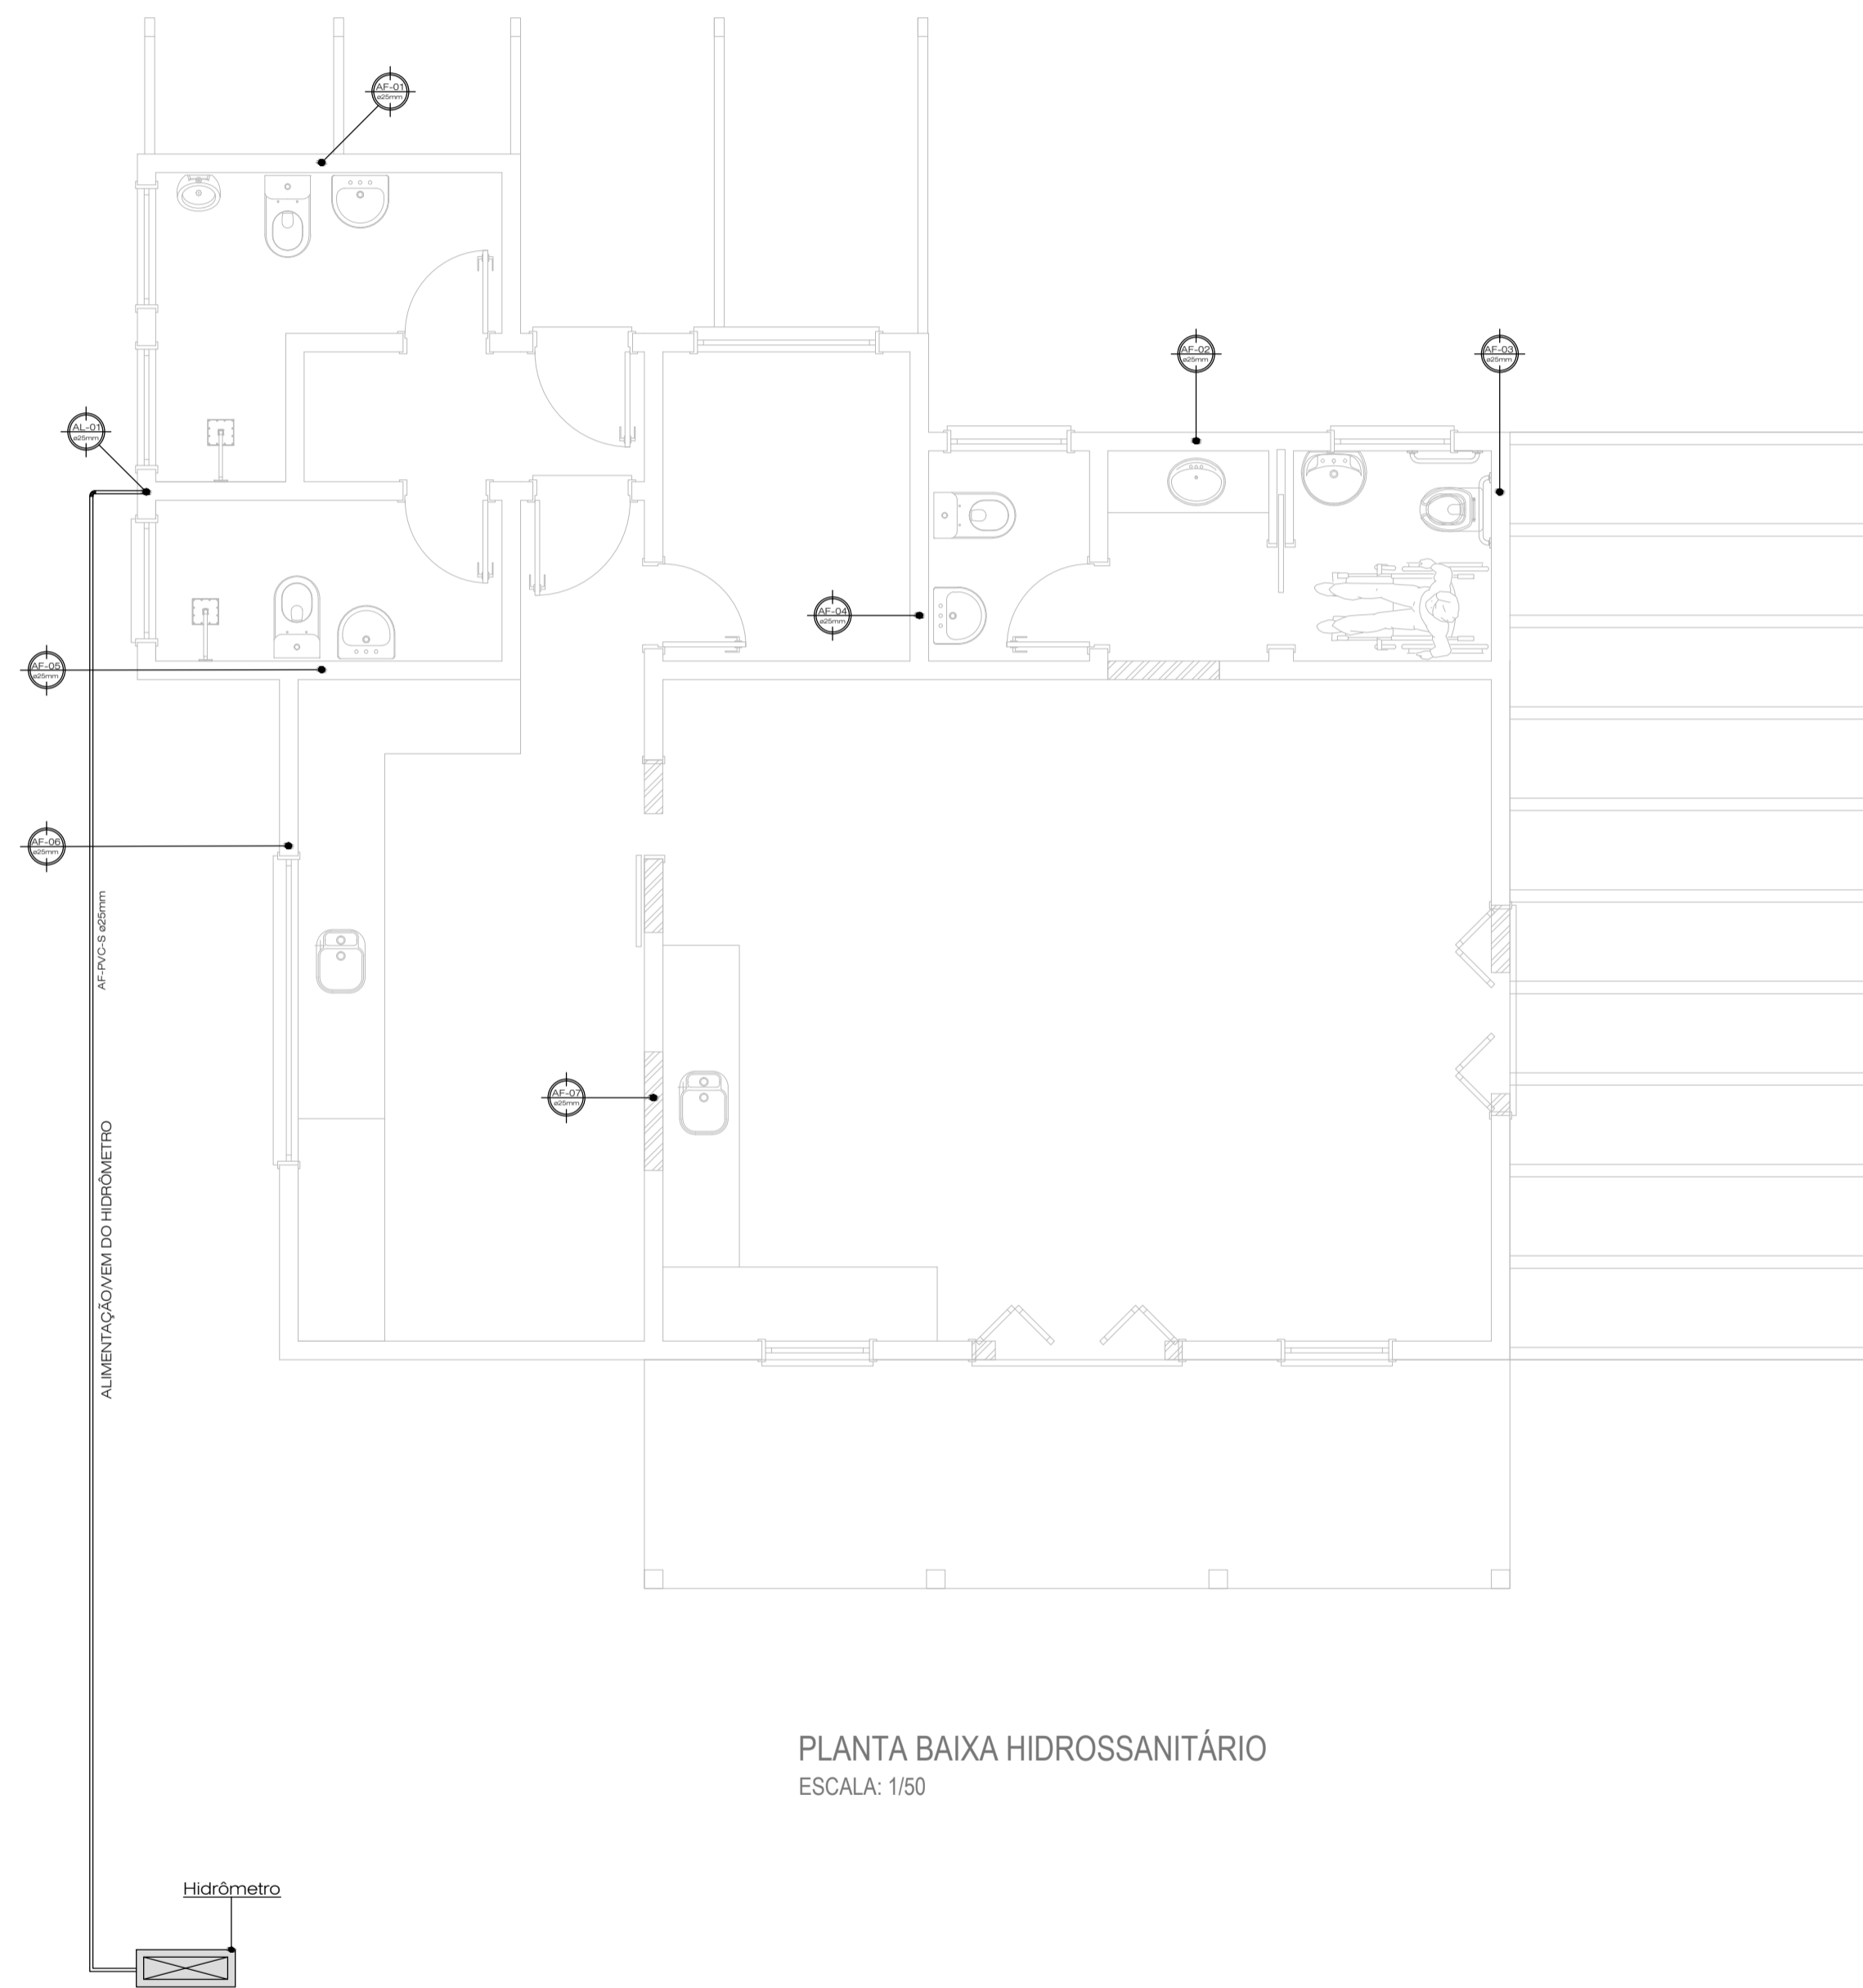 AF-01
ø25mm
AF-02
ø25mm
AF-03
ø25mm
AL-01
ø25mm
AF-04
ø25mm
AF-05
ø25mm
AF-06
ø25mm
AF-PVC-S ø25mm
AF-07
ø25mm
ALIMENTAÇÃO/VEM DO HIDRÔMETRO
PLANTA BAIXA HIDROSSANITÁRIO
ESCALA: 1/50
Hidrômetro